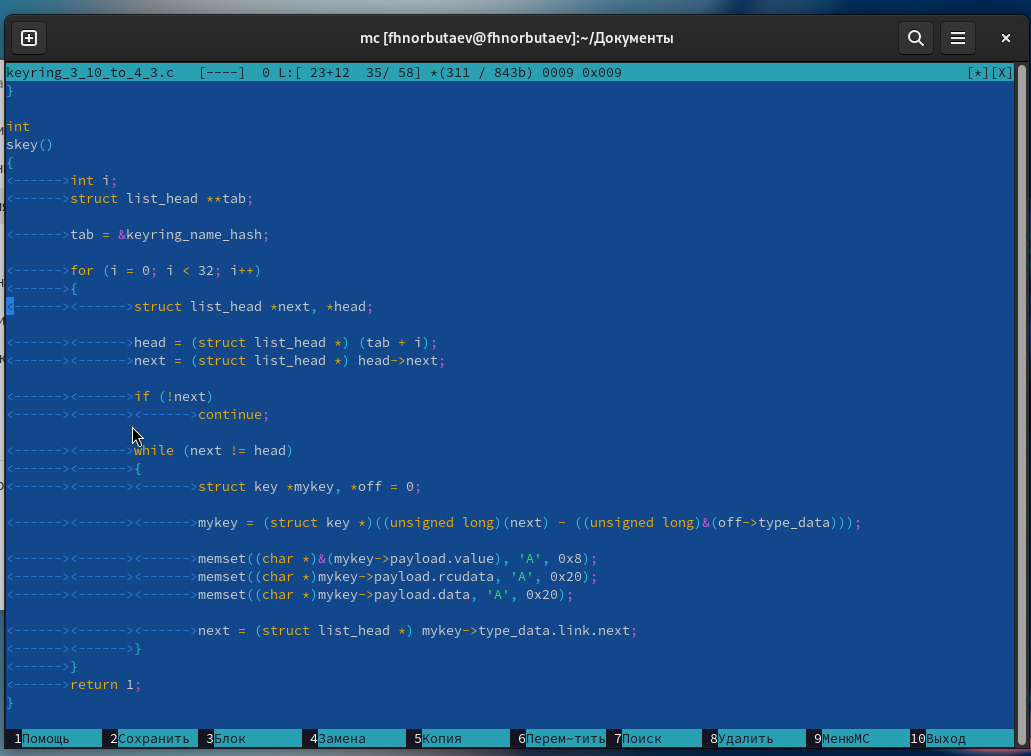 mc [fhnorbutaev@fhnorbutaev]:~/Документы
keyring_3_10_to_4_3.c   [----]  0 L:[ 23+12  35/ 58] *(311 / 843b) 0009 0x009 [*][X]
}
int
skey()
{
<------>int i;
<------>struct list_head **tab;
<------>tab = &keyring_name_hash;
<------>for (i = 0; i < 32; i++)
<------>{
<------><------>struct list_head *next, *head;
<------><------>head = (struct list_head *) (tab + i);
<------><------>next = (struct list_head *) head->next;
<------><------>if (!next)
<------><------><------>continue;
<------><------>while (next != head)
<------><------>{
<------><------><------>struct key *mykey, *off = 0;
<------><------><------>mykey = (struct key *)((unsigned long)(next) - ((unsigned long)&(off->type_data)));
<------><------><------>memset((char *)&(mykey->payload.value), 'A', 0x8);
<------><------><------>memset((char *)mykey->payload.rcudata, 'A', 0x20);
<------><------><------>memset((char *)mykey->payload.data, 'A', 0x20);
<------><------><------>next = (struct list_head *) mykey->type_data.link.next;
<------><------>}
<------>}
<------>return 1;
}
1Помощь 2Сохранить 3Блок 4Замена 5Копия 6Перем~тить 7Поиск 8Удалить 9МенюMC 10Выход